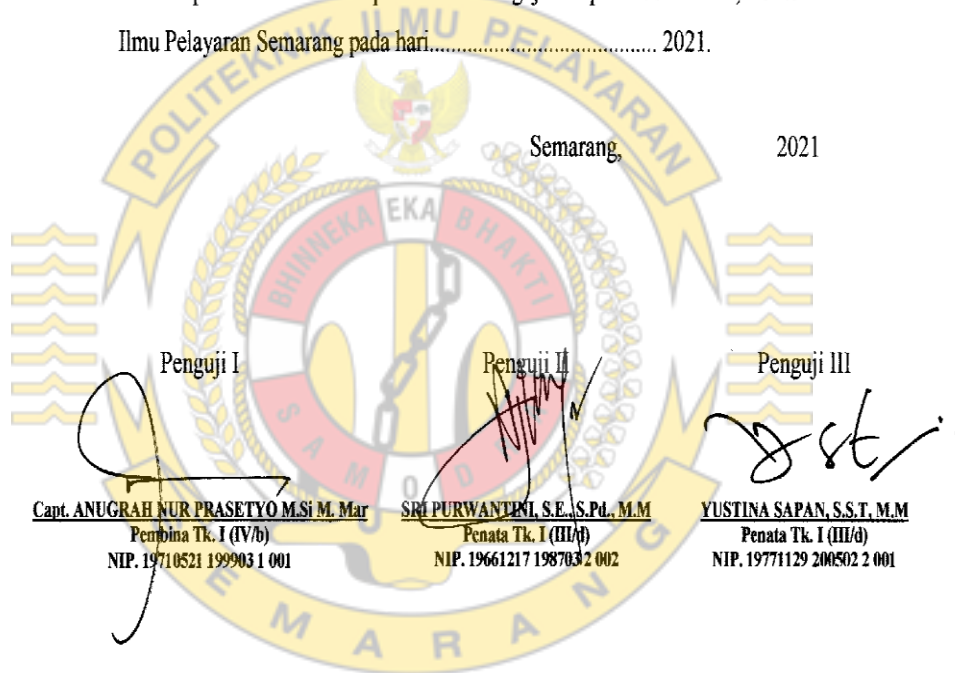 Ilmu Pelayaran Semarang pada hari........................................ 2021.
POLITEKNIK ILMU PELAYARAN
Semarang, 2021
BHINNEKA EKA BHAKTI
Penguji I Penguji II Penguji III
SAMODRA
Capt. ANUGRAH NUR PRASETYO M.Si M. Mar SRI PURWANTINI, S.E., S.Pd., M.M YUSTINA SAPAN, S.S.T, M.M
Pembina Tk. I (IV/b) Penata Tk. I (III/d) Penata Tk. I (III/d)
NIP. 19710521 199903 1 001 NIP. 19661217 198703 2 002 NIP. 19771129 200502 2 001
SEMARANG